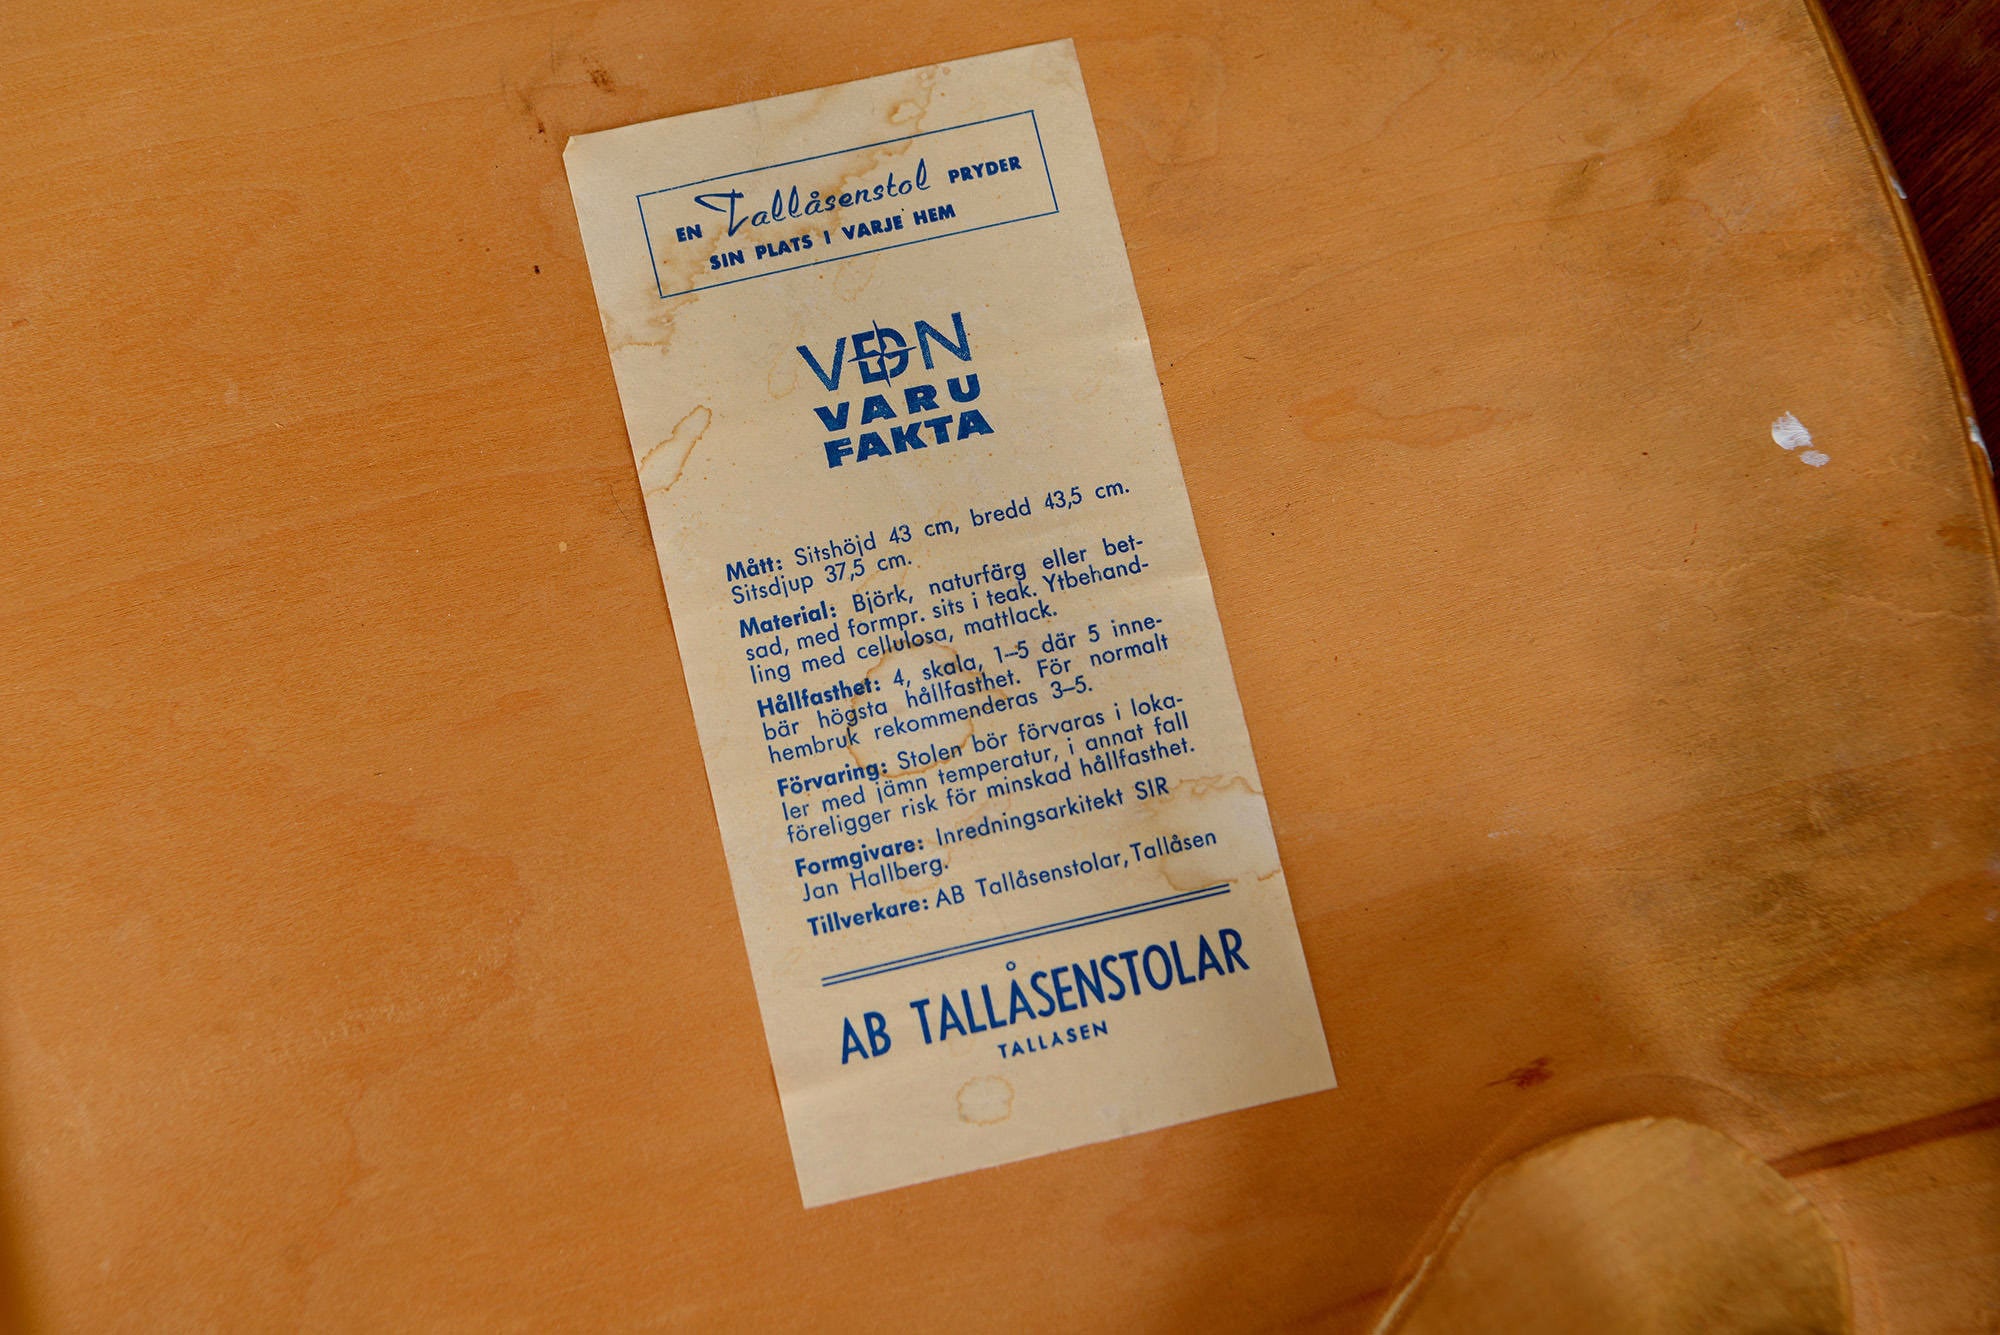 EN Tallåsenstol PRYDER
SIN PLATS I VARJE HEM
VDN
VARU
FAKTA
Mått: Sitshöjd 43 cm, bredd 43,5 cm.
Sitsdjup 37,5 cm.
Material: Björk, naturfärg eller bet-
sad, med formpr. sits i teak. Ytbehand-
ling med cellulosa, mattlack.
Hållfasthet: 4, skala, 1–5 där 5 inne-
bär högsta hållfasthet. För normalt
hembruk rekommenderas 3–5.
Förvaring: Stolen bör förvaras i loka-
ler med jämn temperatur, i annat fall
föreligger risk för minskad hållfasthet.
Formgivare: Inredningsarkitekt SIR
Jan Hallberg.
Tillverkare: AB Tallåsenstolar, Tallåsen
AB TALLÅSENSTOLAR
TALLÅSEN